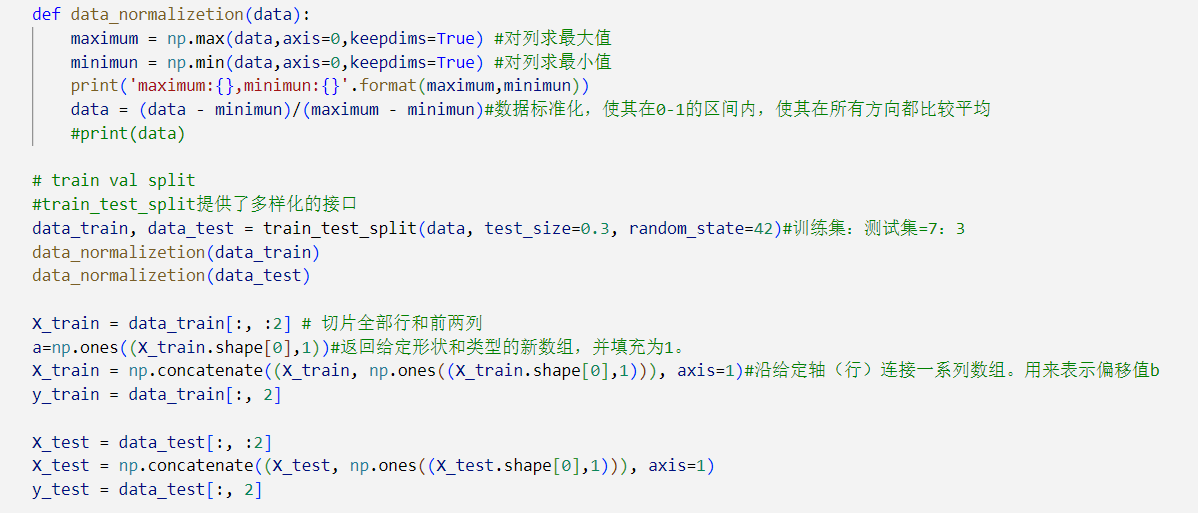 def data_normalizetion(data):
    maximum = np.max(data,axis=0,keepdims=True) #对列求最大值
    minimun = np.min(data,axis=0,keepdims=True) #对列求最小值
    print('maximum:{},minimun:{}'.format(maximum,minimun))
    data = (data - minimun)/(maximum - minimun)#数据标准化，使其在0-1的区间内，使其在所有方向都比较平均
    #print(data)

# train val split
#train_test_split提供了多样化的接口
data_train, data_test = train_test_split(data, test_size=0.3, random_state=42)#训练集：测试集=7：3
data_normalizetion(data_train)
data_normalizetion(data_test)

X_train = data_train[:, :2] # 切片全部行和前两列
a=np.ones((X_train.shape[0],1))#返回给定形状和类型的新数组，并填充为1。
X_train = np.concatenate((X_train, np.ones((X_train.shape[0],1))), axis=1)#沿给定轴（行）连接一系列数组。用来表示偏移值b
y_train = data_train[:, 2]

X_test = data_test[:, :2]
X_test = np.concatenate((X_test, np.ones((X_test.shape[0],1))), axis=1)
y_test = data_test[:, 2]